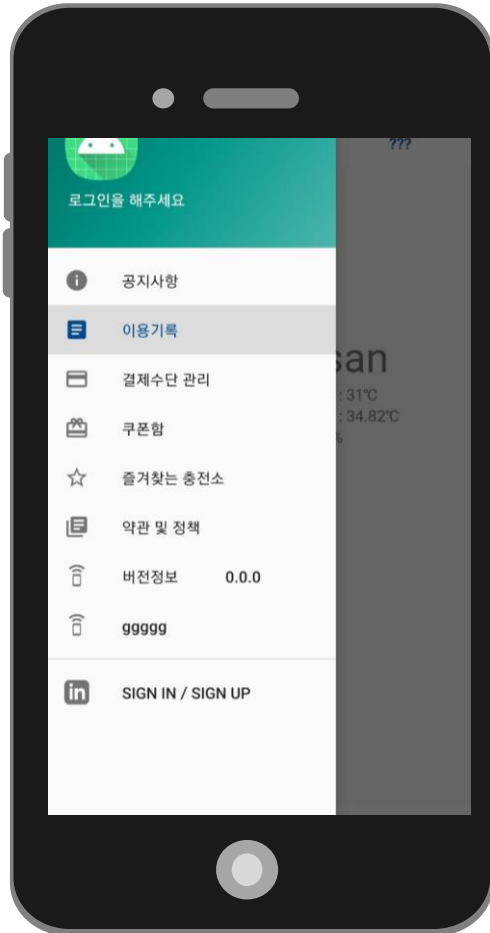 ???
로그인을 해주세요
공지사항
이용기록
결제수단 관리
쿠폰함
즐겨찾는 충전소
약관 및 정책
버전정보 0.0.0
ggggg
SIGN IN / SIGN UP
: 31℃
: 34.82℃
%